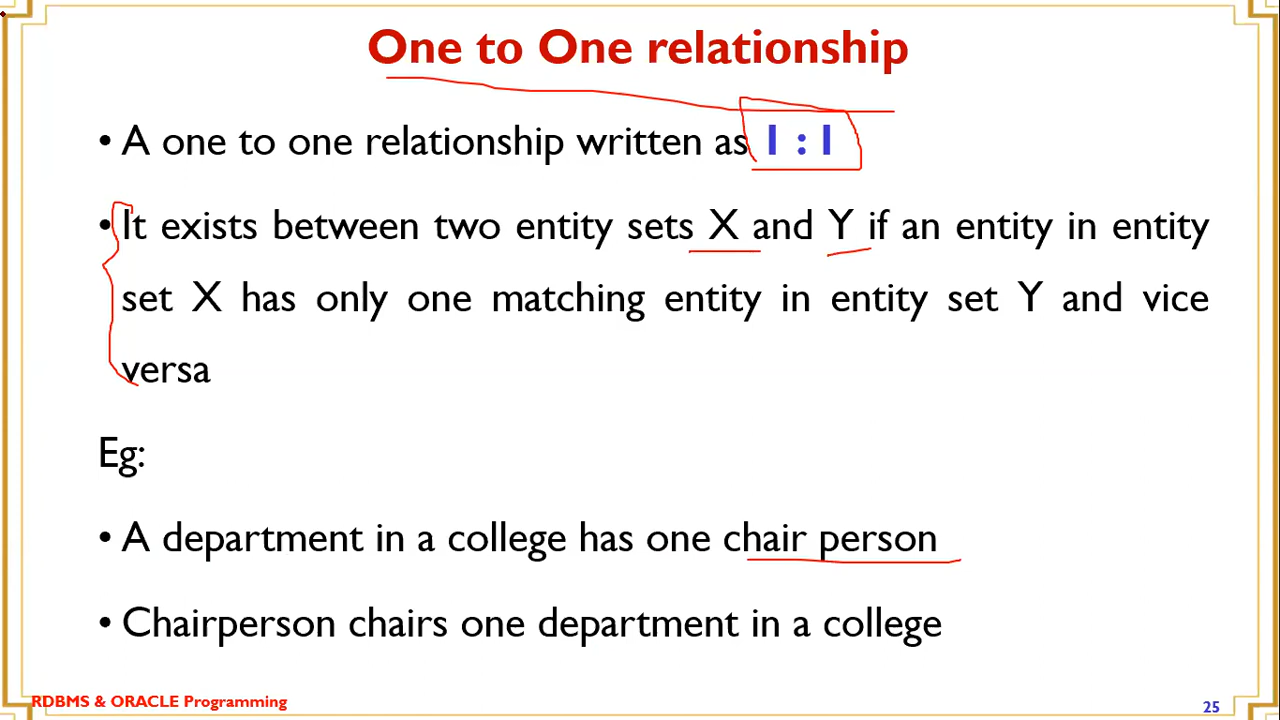 One to One relationship
• A one to one relationship written as 1 : 1
• It exists between two entity sets X and Y if an entity in entity
set X has only one matching entity in entity set Y and vice
versa
Eg:
• A department in a college has one chair person
• Chairperson chairs one department in a college
RDBMS & ORACLE Programming
25